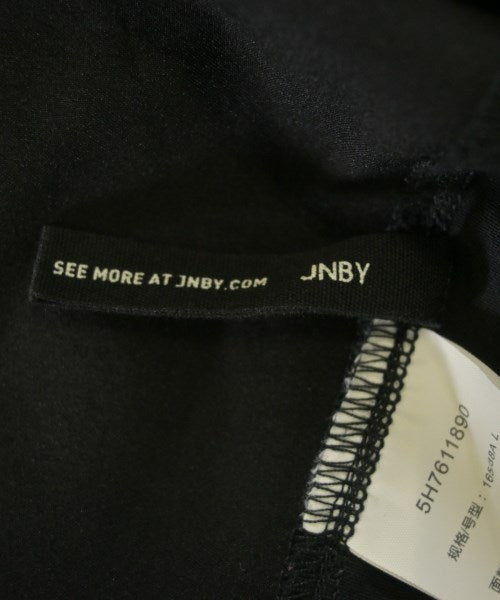 SEE MORE AT JNBY.COM JNBY
5H7611890
规格/号型: 165/88A L